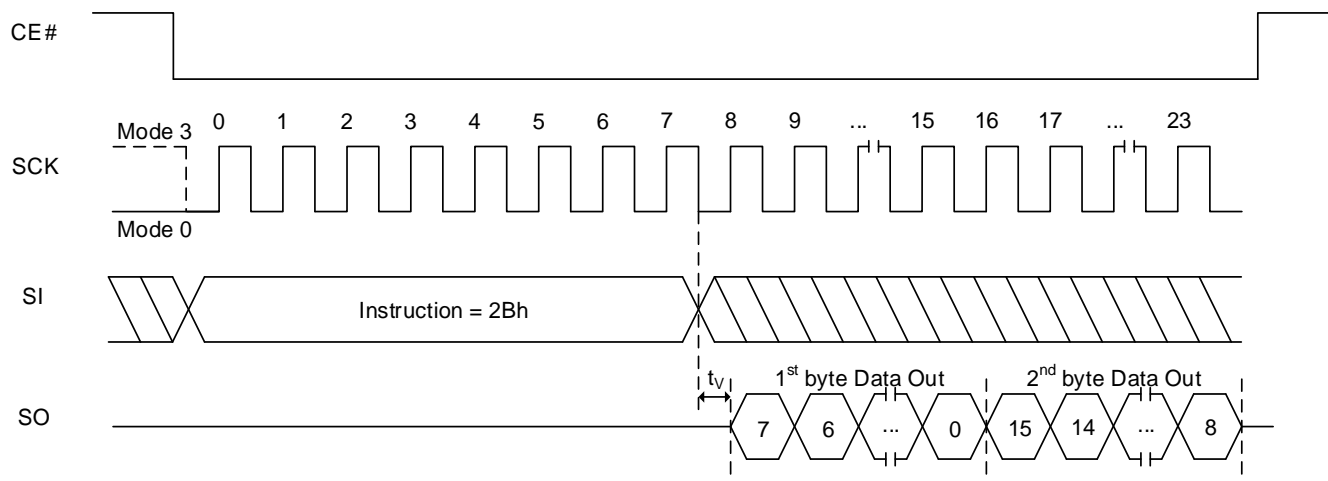 CE#
0 1 2 3 4 5 6 7 8 9 ... 15 16 17 ... 23
Mode 3
SCK
Mode 0
SI
Instruction = 2Bh
tV 1st byte Data Out 2nd byte Data Out
SO
7 6 ... 0 15 14 ... 8